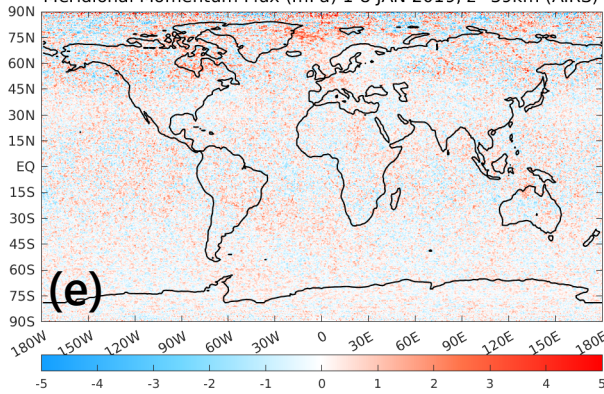 Meridional Momentum Flux (mPa) 1-8 JAN 2019, z=39km (AIRS)
90N
75N
60N
45N
30N
15N
EQ
15S
30S
45S
60S
75S
90S
(e)
180W 150W 120W 90W 60W 30W 0 30E 60E 90E 120E 150E 180E
-5 -4 -3 -2 -1 0 1 2 3 4 5